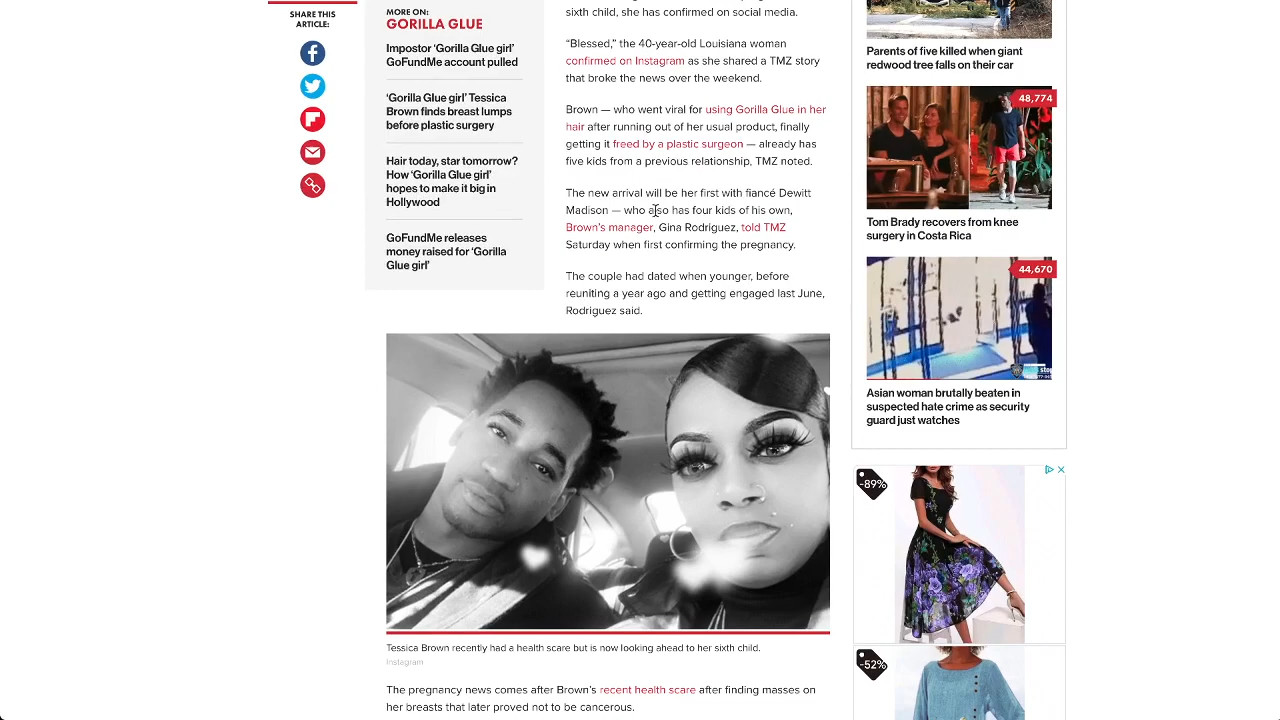 SHARE THIS
ARTICLE:
MORE ON:
GORILLA GLUE
Impostor ‘Gorilla Glue girl’
GoFundMe account pulled
‘Gorilla Glue girl’ Tessica
Brown finds breast lumps
before plastic surgery
Hair today, star tomorrow?
How ‘Gorilla Glue girl’
hopes to make it big in
Hollywood
GoFundMe releases
money raised for ‘Gorilla
Glue girl’
sixth child, she has confirmed on social media.
“Blessed,” the 40-year-old Louisiana woman
confirmed on Instagram as she shared a TMZ story
that broke the news over the weekend.
Brown — who went viral for using Gorilla Glue in her
hair after running out of her usual product, finally
getting it freed by a plastic surgeon — already has
five kids from a previous relationship, TMZ noted.
The new arrival will be her first with fiancé Dewitt
Madison — who also has four kids of his own,
Brown’s manager, Gina Rodriguez, told TMZ
Saturday when first confirming the pregnancy.
The couple had dated when younger, before
reuniting a year ago and getting engaged last June,
Rodriguez said.
Tessica Brown recently had a health scare but is now looking ahead to her sixth child.
Instagram
The pregnancy news comes after Brown’s recent health scare after finding masses on
her breasts that later proved not to be cancerous.
Parents of five killed when giant
redwood tree falls on their car
48,774
Tom Brady recovers from knee
surgery in Costa Rica
44,670
Asian woman brutally beaten in
suspected hate crime as security
guard just watches
-89%
-52%